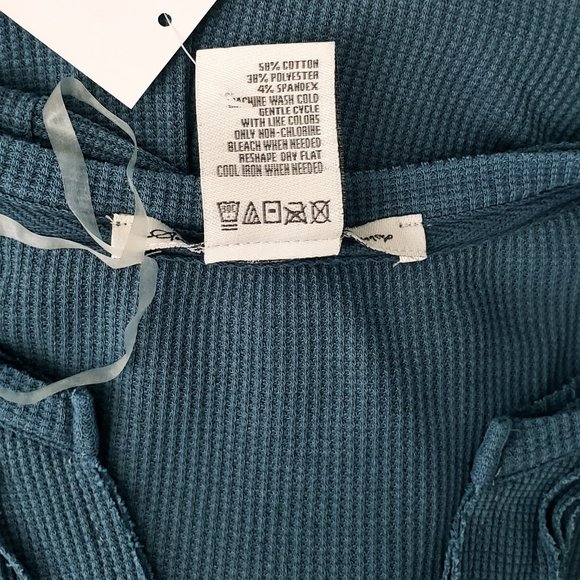 58% COTTON
38% POLYESTER
4% SPANDEX
MACHINE WASH COLD
GENTLE CYCLE
WITH LIKE COLORS
ONLY NON-CHLORINE
BLEACH WHEN NEEDED
RESHAPE DRY FLAT
COOL IRON WHEN NEEDED